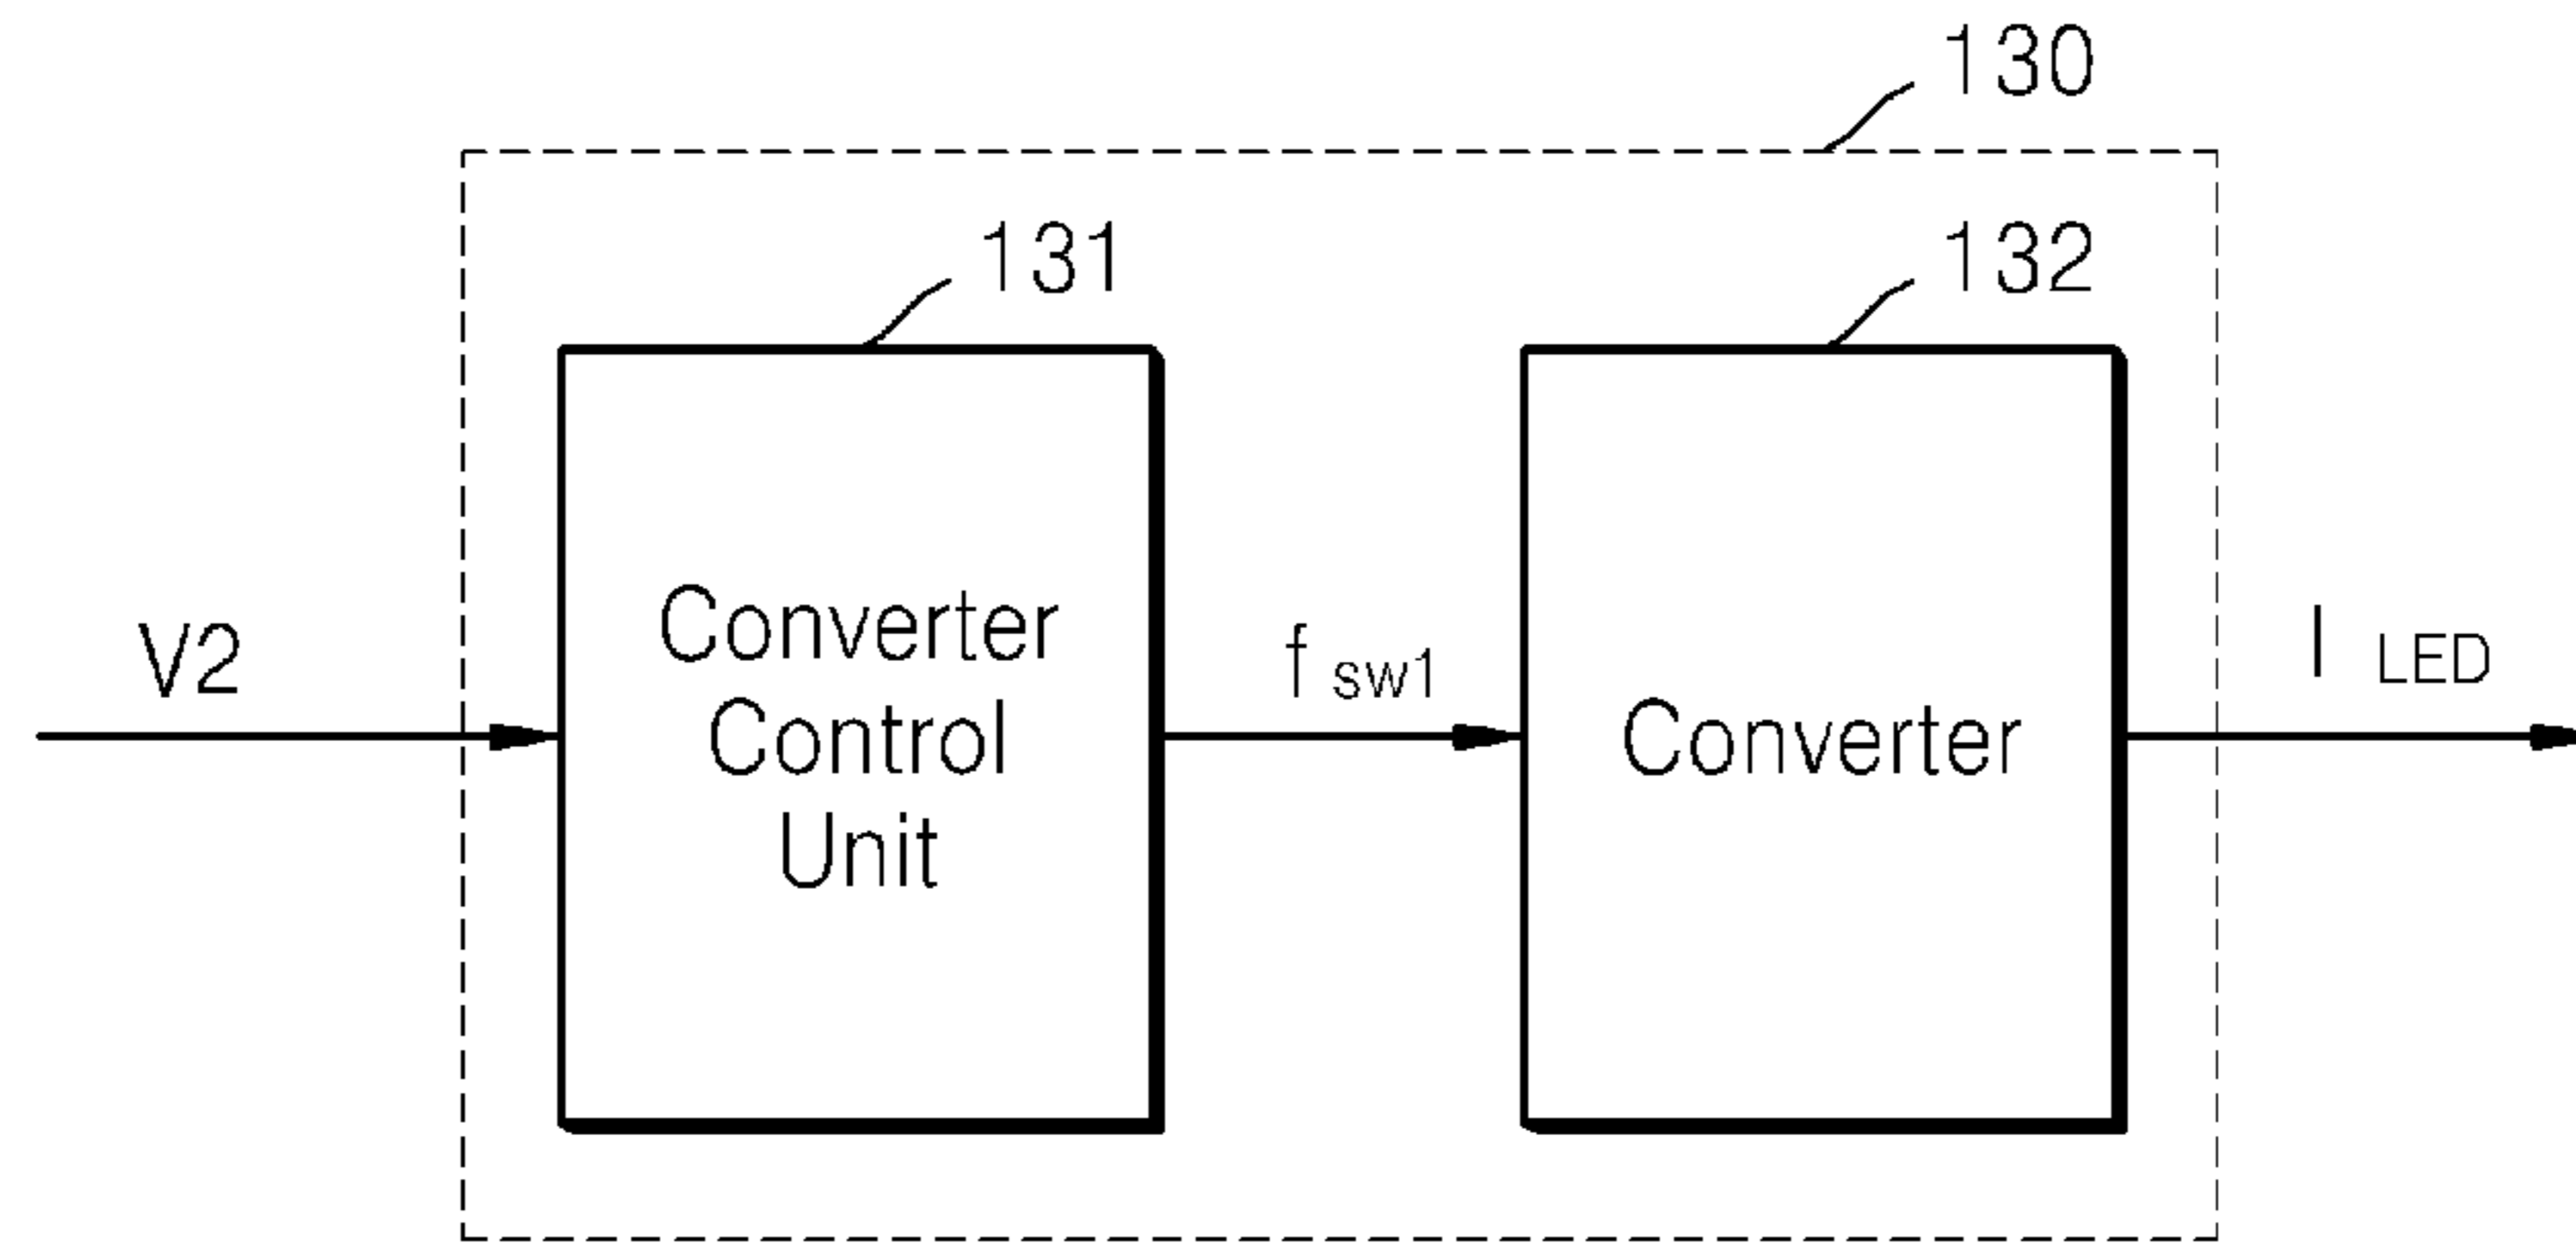 130
131
132
Converter
Control
Unit
V2
f sw1
Converter
I LED